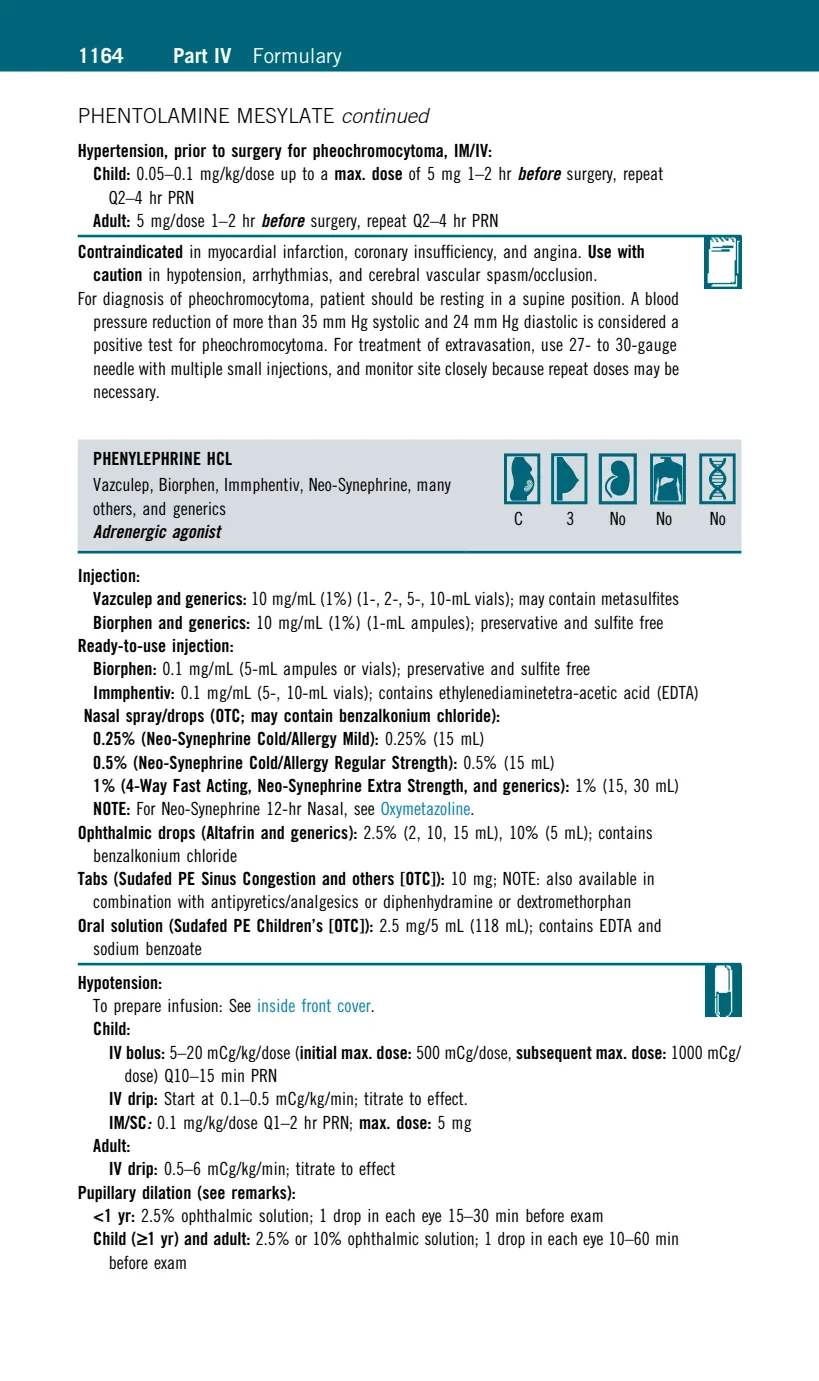 1164 Part IV Formulary
PHENTOLAMINE MESYLATE continued
Hypertension, prior to surgery for pheochromocytoma, IM/IV:
Child: 0.05–0.1 mg/kg/dose up to a max. dose of 5 mg 1–2 hr before surgery, repeat
Q2–4 hr PRN
Adult: 5 mg/dose 1–2 hr before surgery, repeat Q2–4 hr PRN
Contraindicated in myocardial infarction, coronary insufficiency, and angina. Use with
caution in hypotension, arrhythmias, and cerebral vascular spasm/occlusion.
For diagnosis of pheochromocytoma, patient should be resting in a supine position. A blood
pressure reduction of more than 35 mm Hg systolic and 24 mm Hg diastolic is considered a
positive test for pheochromocytoma. For treatment of extravasation, use 27- to 30-gauge
needle with multiple small injections, and monitor site closely because repeat doses may be
necessary.
PHENYLEPHRINE HCL
Vazculep, Biorphen, Immphentiv, Neo-Synephrine, many
others, and generics
Adrenergic agonist
C 3 No No No
Injection:
Vazculep and generics: 10 mg/mL (1%) (1-, 2-, 5-, 10-mL vials); may contain metasulfites
Biorphen and generics: 10 mg/mL (1%) (1-mL ampules); preservative and sulfite free
Ready-to-use injection:
Biorphen: 0.1 mg/mL (5-mL ampules or vials); preservative and sulfite free
Immphentiv: 0.1 mg/mL (5-, 10-mL vials); contains ethylenediaminetetra-acetic acid (EDTA)
Nasal spray/drops (OTC; may contain benzalkonium chloride):
0.25% (Neo-Synephrine Cold/Allergy Mild): 0.25% (15 mL)
0.5% (Neo-Synephrine Cold/Allergy Regular Strength): 0.5% (15 mL)
1% (4-Way Fast Acting, Neo-Synephrine Extra Strength, and generics): 1% (15, 30 mL)
NOTE: For Neo-Synephrine 12-hr Nasal, see Oxymetazoline.
Ophthalmic drops (Altafrin and generics): 2.5% (2, 10, 15 mL), 10% (5 mL); contains
benzalkonium chloride
Tabs (Sudafed PE Sinus Congestion and others [OTC]): 10 mg; NOTE: also available in
combination with antipyretics/analgesics or diphenhydramine or dextromethorphan
Oral solution (Sudafed PE Children's [OTC]): 2.5 mg/5 mL (118 mL); contains EDTA and
sodium benzoate
Hypotension:
To prepare infusion: See inside front cover.
Child:
IV bolus: 5–20 mCg/kg/dose (initial max. dose: 500 mCg/dose, subsequent max. dose: 1000 mCg/
dose) Q10–15 min PRN
IV drip: Start at 0.1–0.5 mCg/kg/min; titrate to effect.
IM/SC: 0.1 mg/kg/dose Q1–2 hr PRN; max. dose: 5 mg
Adult:
IV drip: 0.5–6 mCg/kg/min; titrate to effect
Pupillary dilation (see remarks):
<1 yr: 2.5% ophthalmic solution; 1 drop in each eye 15–30 min before exam
Child (≥1 yr) and adult: 2.5% or 10% ophthalmic solution; 1 drop in each eye 10–60 min
before exam